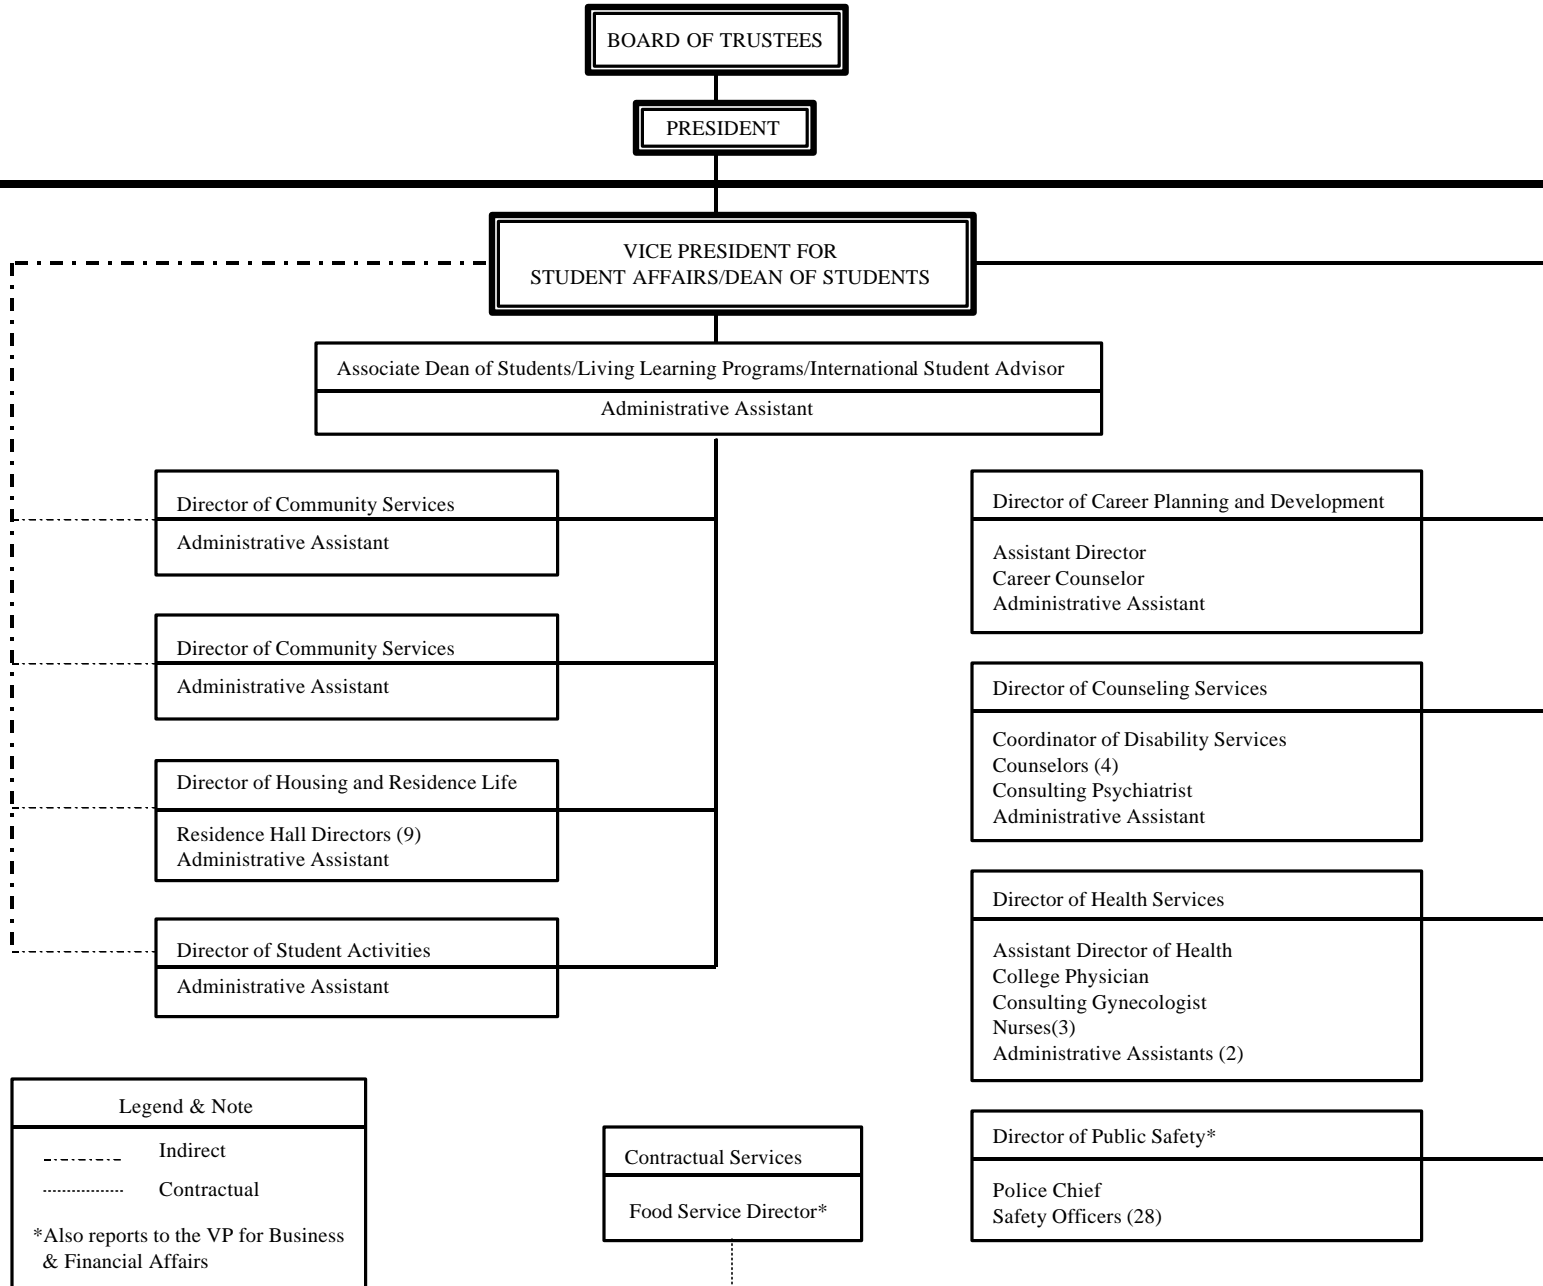 BOARD OF TRUSTEES
PRESIDENT
VICE PRESIDENT FOR
STUDENT AFFAIRS/DEAN OF STUDENTS
Associate Dean of Students/Living Learning Programs/International Student Advisor
Administrative Assistant
Director of Community Services
Administrative Assistant
Director of Community Services
Administrative Assistant
Director of Housing and Residence Life
Residence Hall Directors (9)
Administrative Assistant
Director of Student Activities
Administrative Assistant
Director of Career Planning and Development
Assistant Director
Career Counselor
Administrative Assistant
Director of Counseling Services
Coordinator of Disability Services
Counselors (4)
Consulting Psychiatrist
Administrative Assistant
Director of Health Services
Assistant Director of Health
College Physician
Consulting Gynecologist
Nurses(3)
Administrative Assistants (2)
Director of Public Safety*
Police Chief
Safety Officers (28)
Contractual Services
Food Service Director*
Legend & Note
Indirect
Contractual
*Also reports to the VP for Business
& Financial Affairs